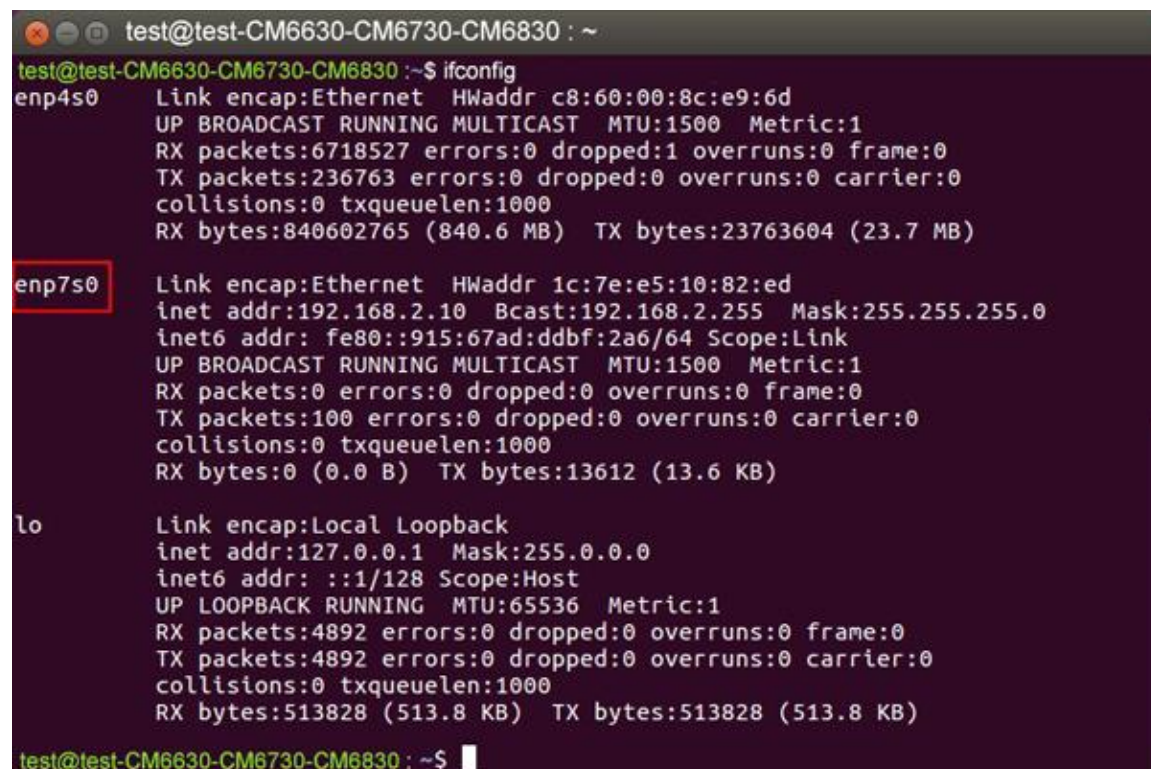 test@test-CM6630-CM6730-CM6830 : ~
test@test-CM6630-CM6730-CM6830 :~$ ifconfig
enp4s0 Link encap:Ethernet HWaddr c8:60:00:8c:e9:6d
UP BROADCAST RUNNING MULTICAST MTU:1500 Metric:1
RX packets:6718527 errors:0 dropped:1 overruns:0 frame:0
TX packets:236763 errors:0 dropped:0 overruns:0 carrier:0
collisions:0 txqueuelen:1000
RX bytes:840602765 (840.6 MB) TX bytes:23763604 (23.7 MB)
enp7s0 Link encap:Ethernet HWaddr 1c:7e:e5:10:82:ed
inet addr:192.168.2.10 Bcast:192.168.2.255 Mask:255.255.255.0
inet6 addr: fe80::915:67ad:ddbf:2a6/64 Scope:Link
UP BROADCAST RUNNING MULTICAST MTU:1500 Metric:1
RX packets:0 errors:0 dropped:0 overruns:0 frame:0
TX packets:100 errors:0 dropped:0 overruns:0 carrier:0
collisions:0 txqueuelen:1000
RX bytes:0 (0.0 B) TX bytes:13612 (13.6 KB)
lo Link encap:Local Loopback
inet addr:127.0.0.1 Mask:255.0.0.0
inet6 addr: ::1/128 Scope:Host
UP LOOPBACK RUNNING MTU:65536 Metric:1
RX packets:4892 errors:0 dropped:0 overruns:0 frame:0
TX packets:4892 errors:0 dropped:0 overruns:0 carrier:0
collisions:0 txqueuelen:1000
RX bytes:513828 (513.8 KB) TX bytes:513828 (513.8 KB)
test@test-CM6630-CM6730-CM6830 : ~$